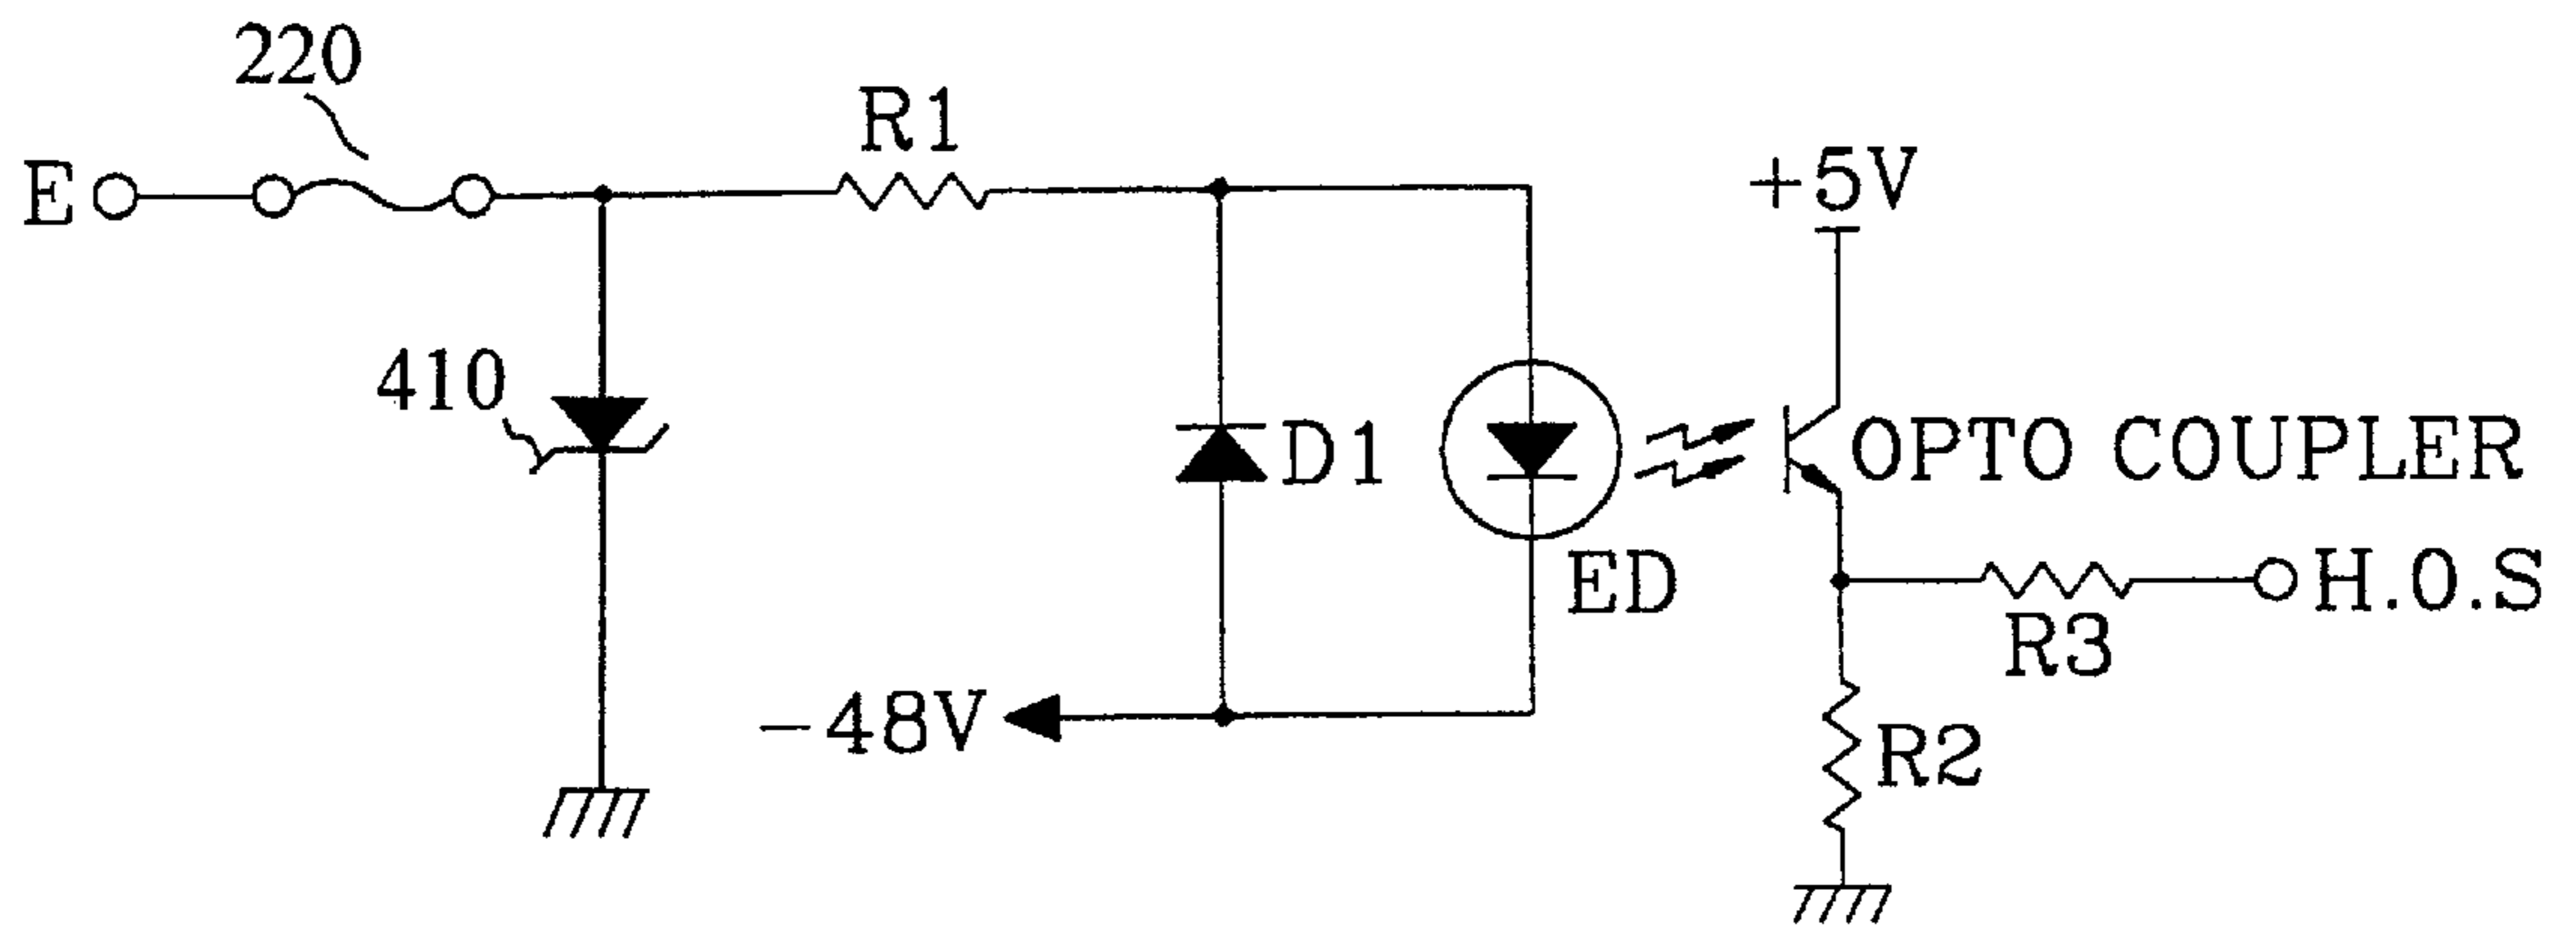 220
R1
E
+5V
410
D1
OPTO COUPLER
ED
H.O.S
R3
-48V
R2